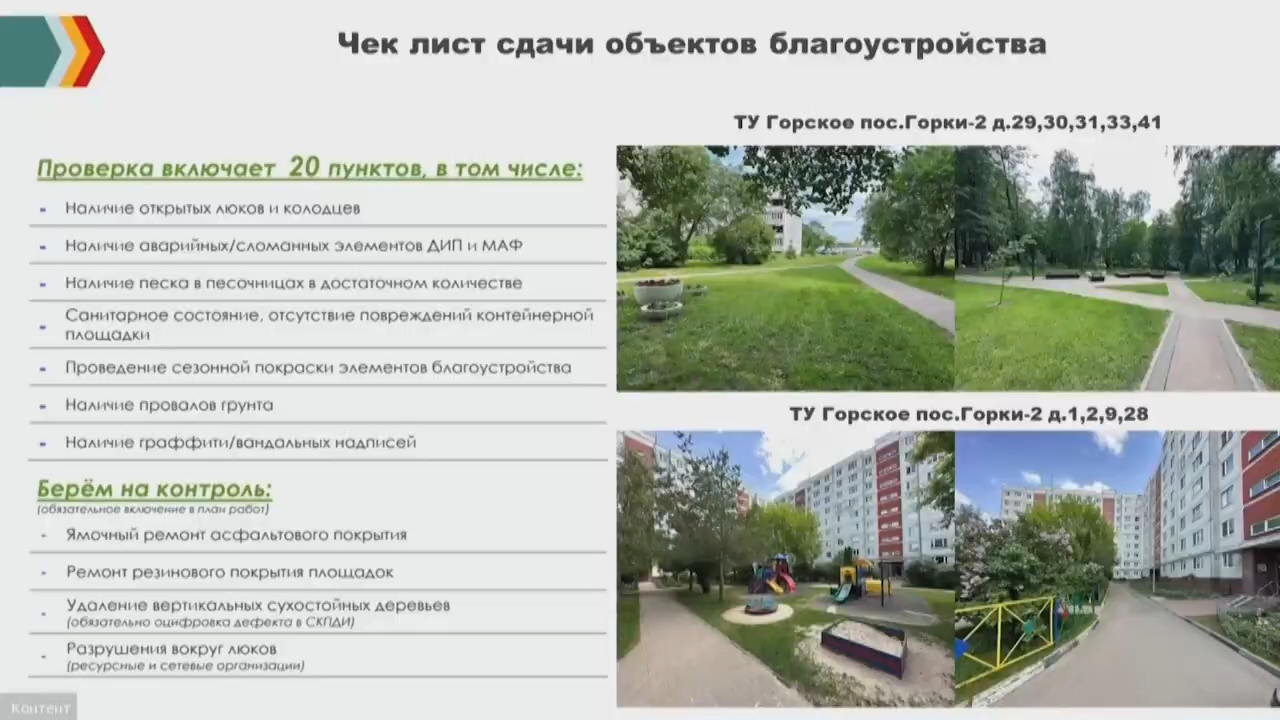 Чек лист сдачи объектов благоустройства
ТУ Горское пос.Горки-2 д.29,30,31,33,41
Проверка включает 20 пунктов, в том числе:
- Наличие открытых люков и колодцев
- Наличие аварийных/сломанных элементов ДИП и МАФ
- Наличие песка в песочницах в достаточном количестве
- Санитарное состояние, отсутствие повреждений контейнерной
площадки
- Проведение сезонной покраски элементов благоустройства
- Наличие провалов грунта
- Наличие граффити/вандальных надписей
ТУ Горское пос.Горки-2 д.1,2,9,28
Берём на контроль:
(обязательное включение в план работ)
- Ямочный ремонт асфальтового покрытия
- Ремонт резинового покрытия площадок
- Удаление вертикальных сухостойных деревьев
(обязательно оцифровка дефекта в СКПДИ)
- Разрушения вокруг люков
(ресурсные и сетевые организации)
Контент